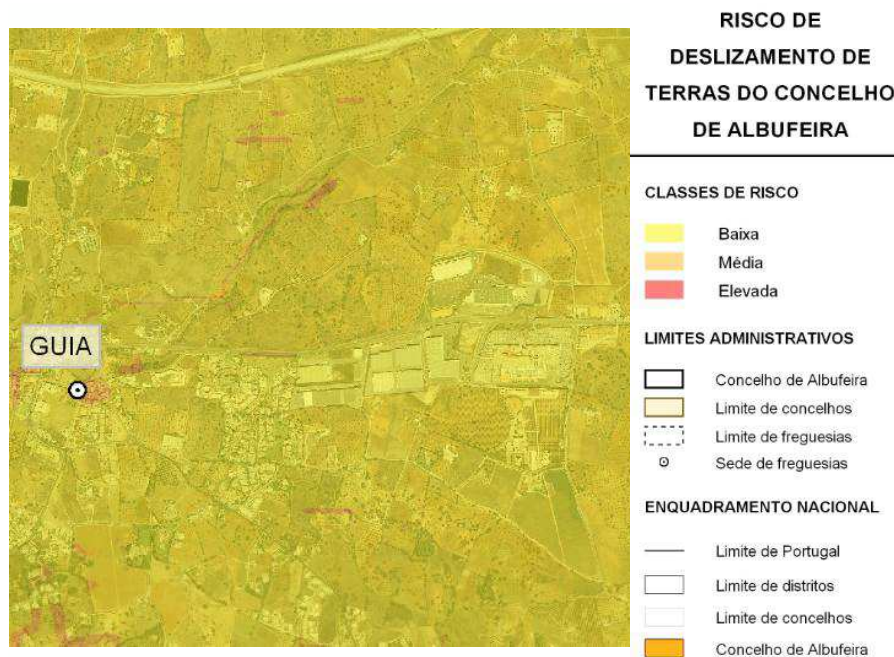 RISCO DE
DESLIZAMENTO DE
TERRAS DO CONCELHO
DE ALBUFEIRA
CLASSES DE RISCO
Baixa
Média
Elevada
GUIA
LIMITES ADMINISTRATIVOS
Concelho de Albufeira
Limite de concelhos
Limite de freguesias
Sede de freguesias
ENQUADRAMENTO NACIONAL
Limite de Portugal
Limite de distritos
Limite de concelhos
Concelho de Albufeira